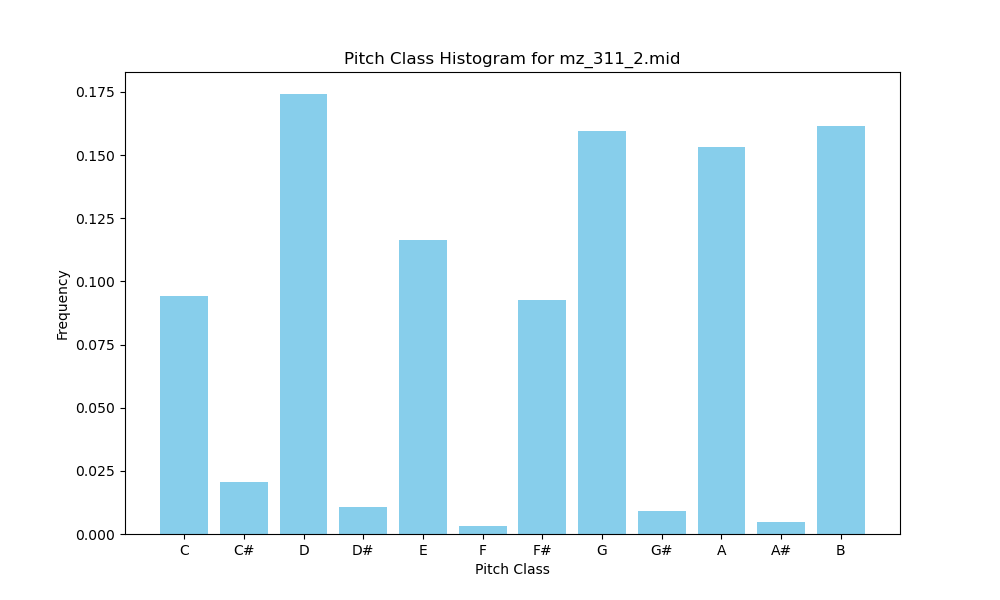 Pitch Class Histogram for mz_311_2.mid
Frequency
0.175
0.150
0.125
0.100
0.075
0.050
0.025
0.000
C C# D D# E F F# G G# A A# B
Pitch Class